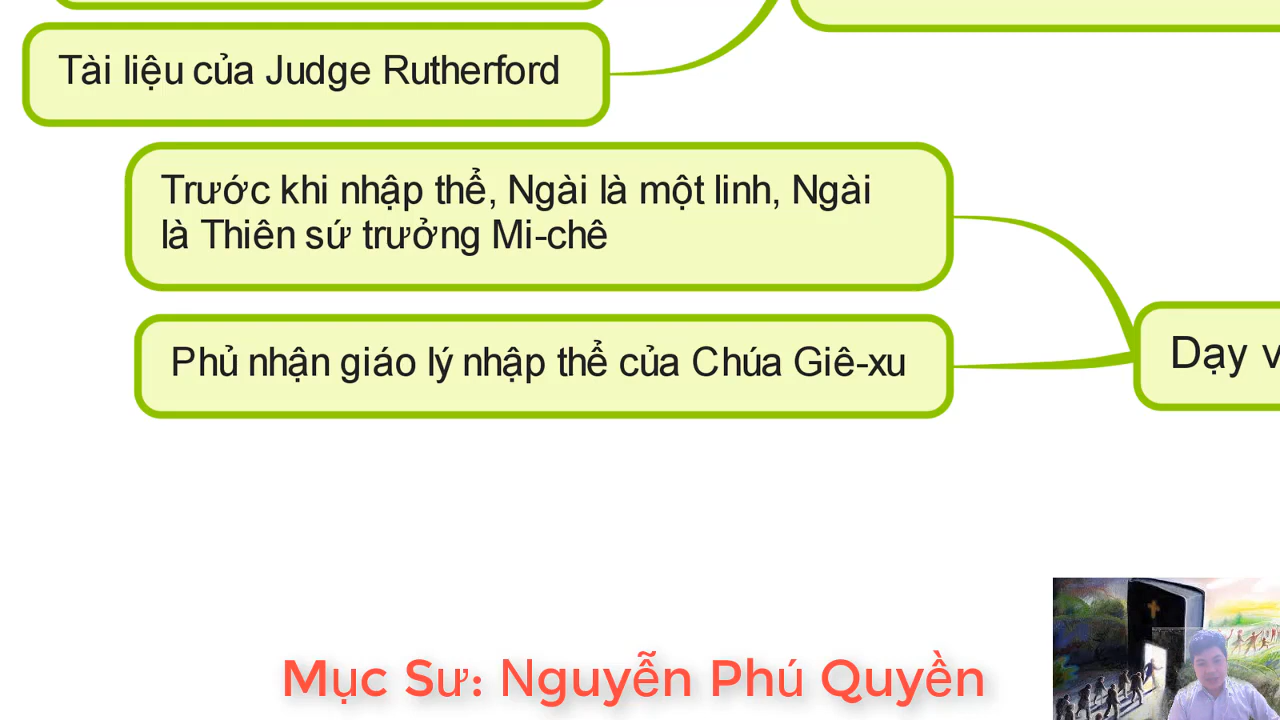 Tài liệu của Judge Rutherford
Trước khi nhập thể, Ngài là một linh, Ngài
là Thiên sứ trưởng Mi-chê
Phủ nhận giáo lý nhập thể của Chúa Giê-xu
Dạy v
Mục Sư: Nguyễn Phú Quyền